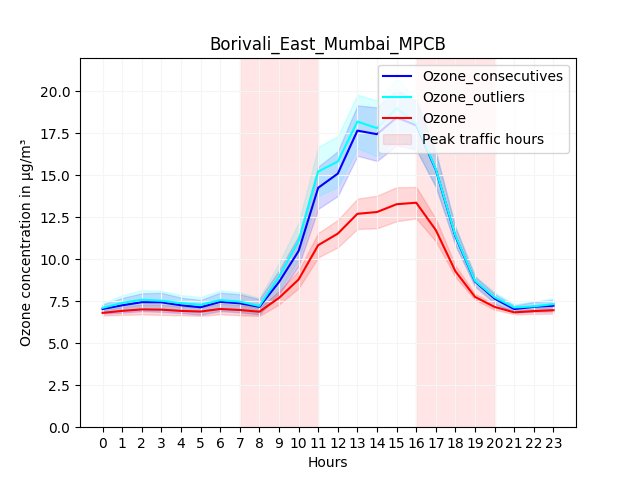 Borivali_East_Mumbai_MPCB
Ozone concentration in µg/m³
20.0
17.5
15.0
12.5
10.0
7.5
5.0
2.5
0.0
Ozone_consecutives
Ozone_outliers
Ozone
Peak traffic hours
0 1 2 3 4 5 6 7 8 9 10 11 12 13 14 15 16 17 18 19 20 21 22 23
Hours